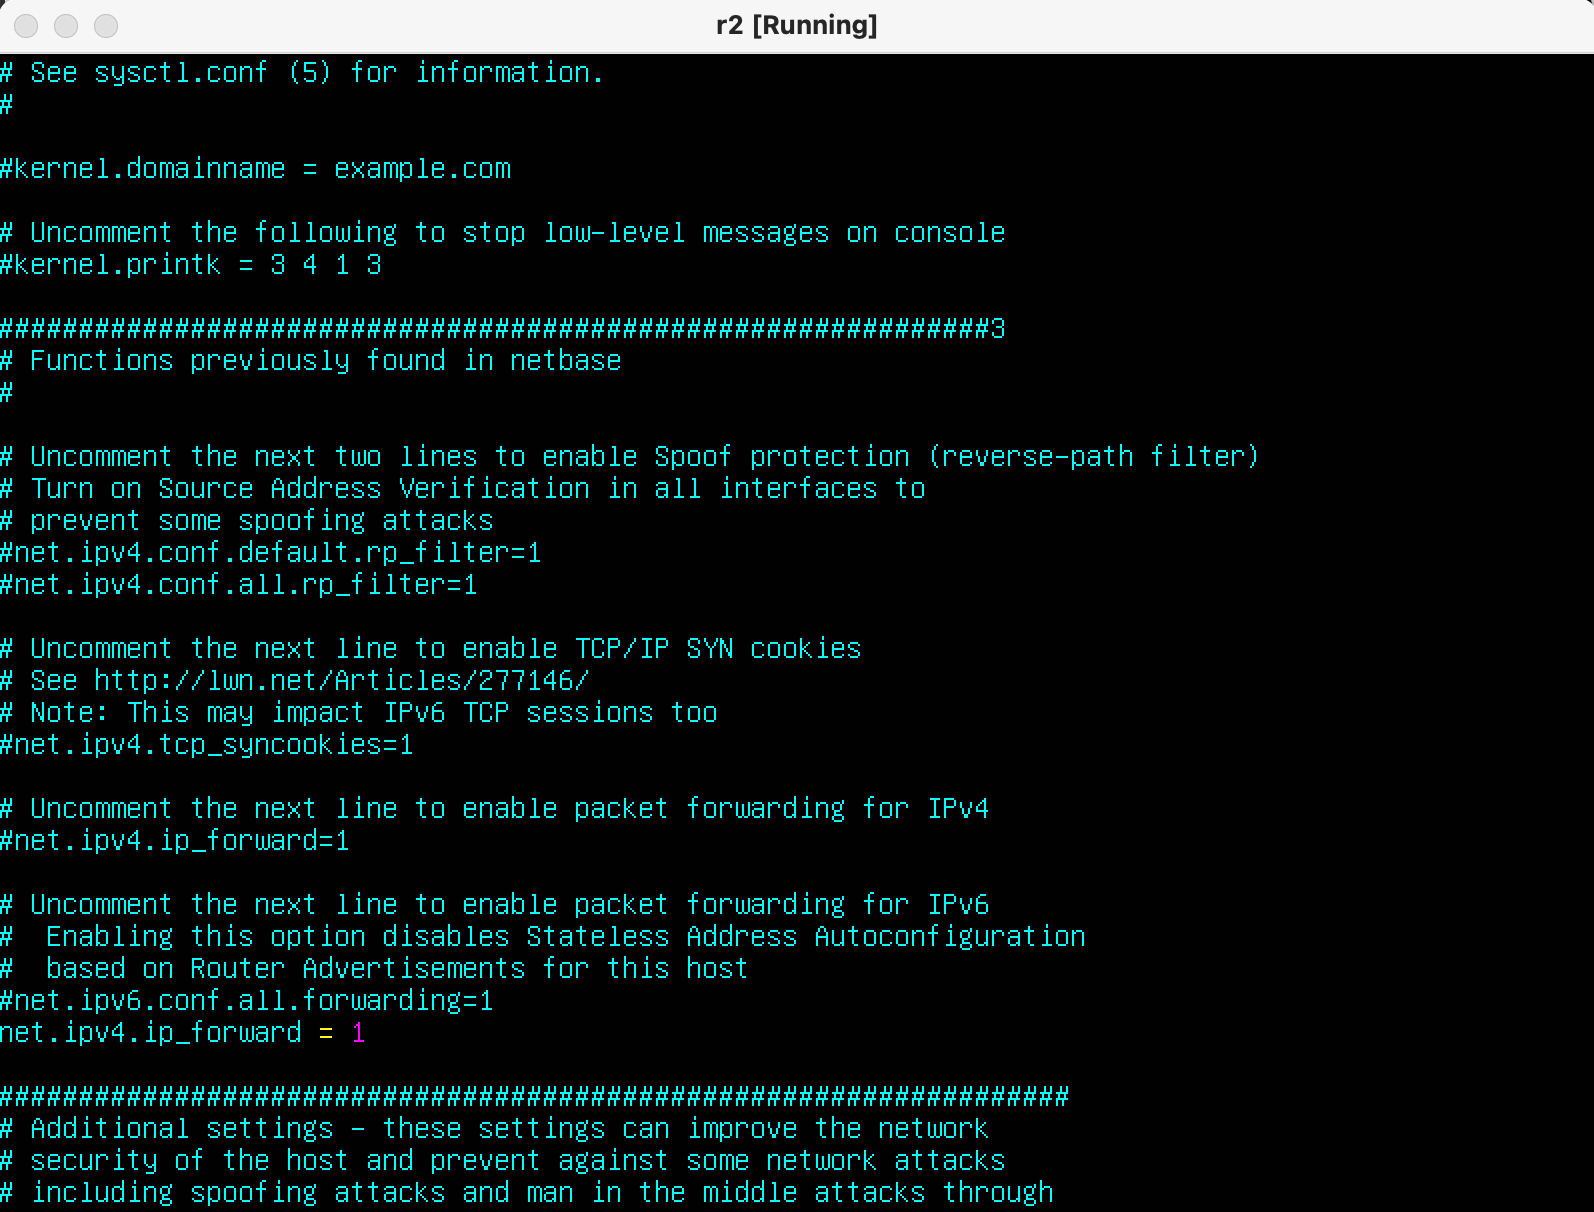 r2 [Running]
# See sysctl.conf (5) for information.
#
#kernel.domainname = example.com
# Uncomment the following to stop low-level messages on console
#kernel.printk = 3 4 1 3
##############################################################3
# Functions previously found in netbase
#
# Uncomment the next two lines to enable Spoof protection (reverse-path filter)
# Turn on Source Address Verification in all interfaces to
# prevent some spoofing attacks
#net.ipv4.conf.default.rp_filter=1
#net.ipv4.conf.all.rp_filter=1
# Uncomment the next line to enable TCP/IP SYN cookies
# See http://lwn.net/Articles/277146/
# Note: This may impact IPv6 TCP sessions too
#net.ipv4.tcp_syncookies=1
# Uncomment the next line to enable packet forwarding for IPv4
#net.ipv4.ip_forward=1
# Uncomment the next line to enable packet forwarding for IPv6
#  Enabling this option disables Stateless Address Autoconfiguration
#  based on Router Advertisements for this host
#net.ipv6.conf.all.forwarding=1
net.ipv4.ip_forward = 1
###################################################################
# Additional settings - these settings can improve the network
# security of the host and prevent against some network attacks
# including spoofing attacks and man in the middle attacks through